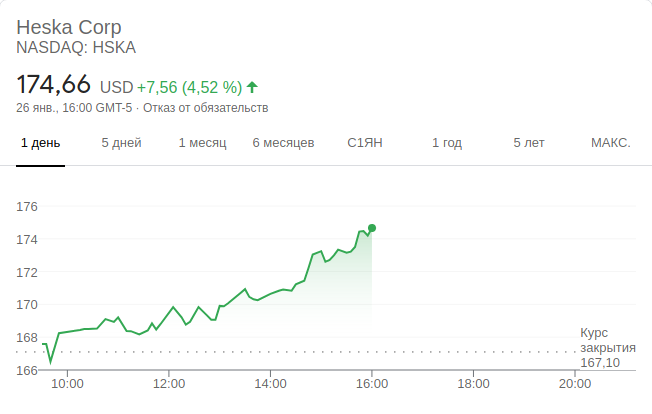 Heska Corp
NASDAQ: HSKA
174,66 USD +7,56 (4,52 %)
26 янв., 16:00 GMT-5 · Отказ от обязательств
1 день 5 дней 1 месяц 6 месяцев С1ЯН 1 год 5 лет МАКС.
176
174
172
170
168
166
Курс
закрытия
167,10
10:00 12:00 14:00 16:00 18:00 20:00